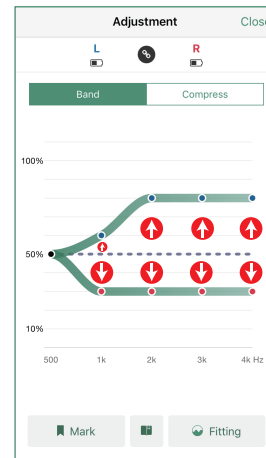 Adjustment Close
L R
Band Compress
100%
50%
10%
500 1k 2k 3k 4k Hz
Mark Fitting